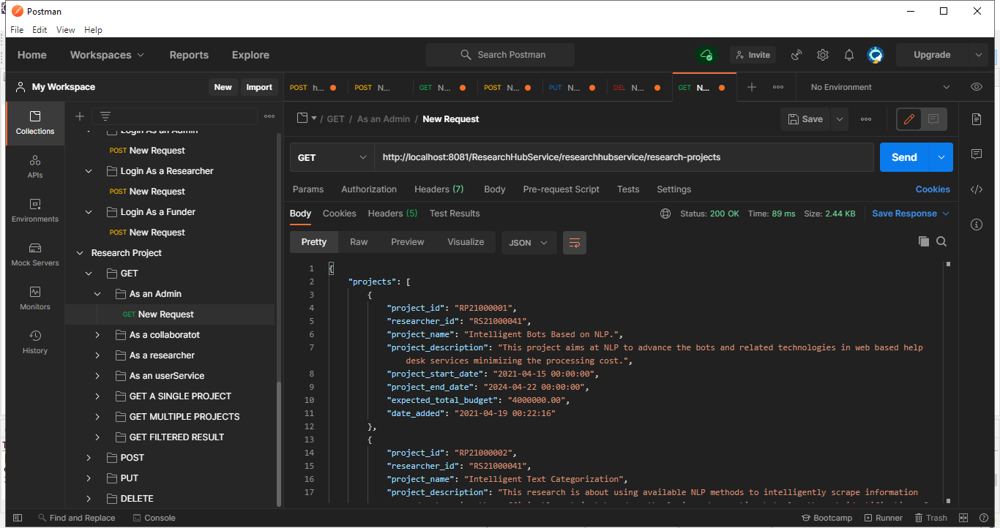 Postman
File Edit View Help
Home Workspaces Reports Explore Search Postman Invite Upgrade
My Workspace New Import
POST h... POST N... GET N... POST N... PUT N... DEL N... GET N... No Environment
Collections
APIs
Environments
Mock Servers
Monitors
History
Login As an Admin
POST New Request
Login As a Researcher
POST New Request
Login As a Funder
POST New Request
Research Project
GET
As an Admin
GET New Request
As a collaboratot
As a researcher
As an userService
GET A SINGLE PROJECT
GET MULTIPLE PROJECTS
GET FILTERED RESULT
POST
PUT
DELETE
/ GET / As an Admin / New Request Save
GET http://localhost:8081/ResearchHubService/researchhubservice/research-projects Send
Params Authorization Headers (7) Body Pre-request Script Tests Settings Cookies
Body Cookies Headers (5) Test Results Status: 200 OK Time: 89 ms Size: 2.44 KB Save Response
Pretty Raw Preview Visualize JSON
1 {
2 "projects": [
3 {
4 "project_id": "RP21000001",
5 "researcher_id": "RS21000041",
6 "project_name": "Intelligent Bots Based on NLP.",
7 "project_description": "This project aims at NLP to advance the bots and related technologies in web based help
desk services minimizing the processing cost.",
8 "project_start_date": "2021-04-15 00:00:00",
9 "project_end_date": "2024-04-22 00:00:00",
10 "expected_total_budget": "4000000.00",
11 "date_added": "2021-04-19 00:22:16"
12 },
13 {
14 "project_id": "RP21000002",
15 "researcher_id": "RS21000041",
16 "project_name": "Intelligent Text Categorization",
17 "project_description": "This research is about using available NLP methods to intelligently scrape information
Find and Replace Console Bootcamp Runner Trash